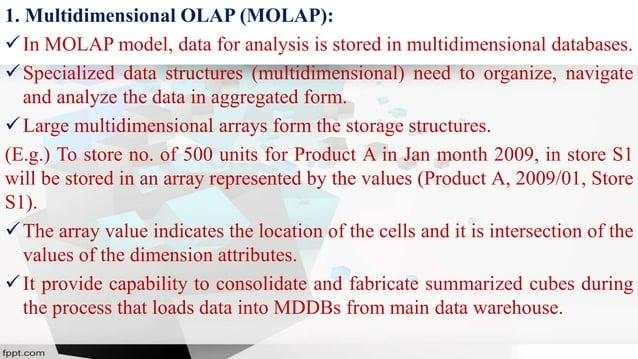 1. Multidimensional OLAP (MOLAP):
✓In MOLAP model, data for analysis is stored in multidimensional databases.
✓Specialized data structures (multidimensional) need to organize, navigate
and analyze the data in aggregated form.
✓Large multidimensional arrays form the storage structures.
(E.g.) To store no. of 500 units for Product A in Jan month 2009, in store S1
will be stored in an array represented by the values (Product A, 2009/01, Store
S1).
✓The array value indicates the location of the cells and it is intersection of the
values of the dimension attributes.
✓It provide capability to consolidate and fabricate summarized cubes during
the process that loads data into MDDBs from main data warehouse.
fppt.com